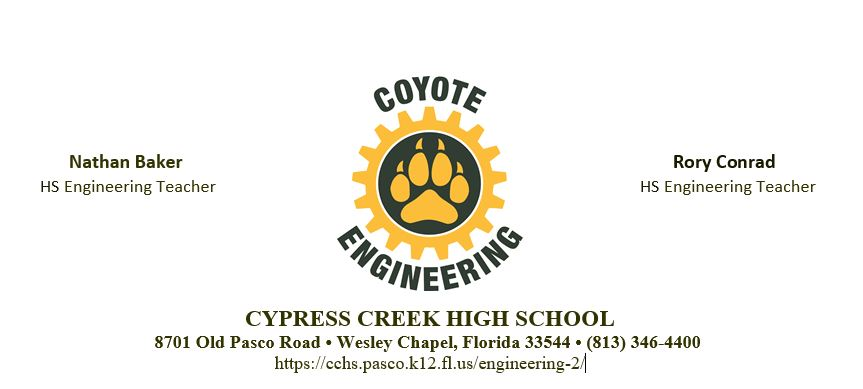 COYOTE
Nathan Baker
HS Engineering Teacher
Rory Conrad
HS Engineering Teacher
ENGINEERING
CYPRESS CREEK HIGH SCHOOL
8701 Old Pasco Road • Wesley Chapel, Florida 33544 • (813) 346-4400
https://cchs.pasco.k12.fl.us/engineering-2/